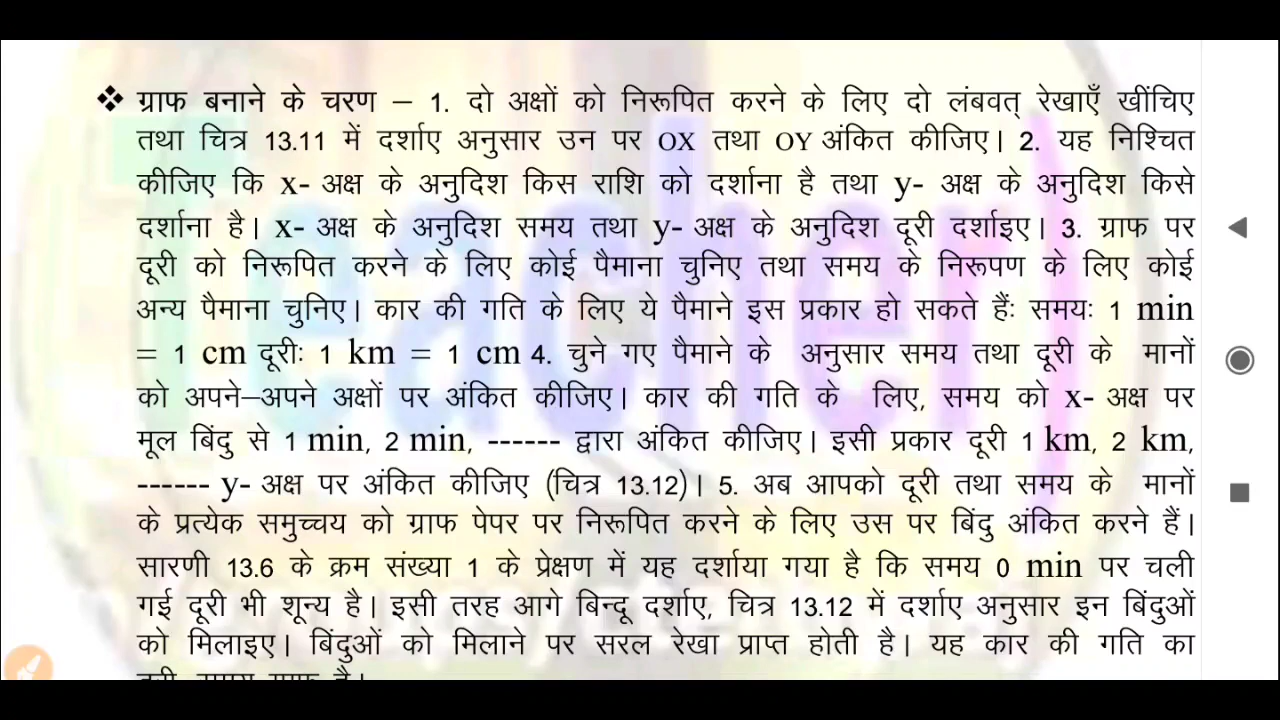 ❖ ग्राफ बनाने के चरण – 1. दो अक्षों को निरूपित करने के लिए दो लंबवत् रेखाएँ खींचिए
तथा चित्र 13.11 में दर्शाए अनुसार उन पर OX तथा OY अंकित कीजिए। 2. यह निश्चित
कीजिए कि x- अक्ष के अनुदिश किस राशि को दर्शाना है तथा y- अक्ष के अनुदिश किसे
दर्शाना है। x- अक्ष के अनुदिश समय तथा y- अक्ष के अनुदिश दूरी दर्शाइए। 3. ग्राफ पर
दूरी को निरूपित करने के लिए कोई पैमाना चुनिए तथा समय के निरूपण के लिए कोई
अन्य पैमाना चुनिए। कार की गति के लिए ये पैमाने इस प्रकार हो सकते हैंः समयः 1 min
= 1 cm दूरीः 1 km = 1 cm 4. चुने गए पैमाने के अनुसार समय तथा दूरी के मानों
को अपने–अपने अक्षों पर अंकित कीजिए। कार की गति के लिए, समय को x- अक्ष पर
मूल बिंदु से 1 min, 2 min, ------ द्वारा अंकित कीजिए। इसी प्रकार दूरी 1 km, 2 km,
------ y- अक्ष पर अंकित कीजिए (चित्र 13.12)। 5. अब आपको दूरी तथा समय के मानों
के प्रत्येक समुच्चय को ग्राफ पेपर पर निरूपित करने के लिए उस पर बिंदु अंकित करने हैं।
सारणी 13.6 के क्रम संख्या 1 के प्रेक्षण में यह दर्शाया गया है कि समय 0 min पर चली
गई दूरी भी शून्य है। इसी तरह आगे बिन्दू दर्शाए, चित्र 13.12 में दर्शाए अनुसार इन बिंदुओं
को मिलाइए। बिंदुओं को मिलाने पर सरल रेखा प्राप्त होती है। यह कार की गति का